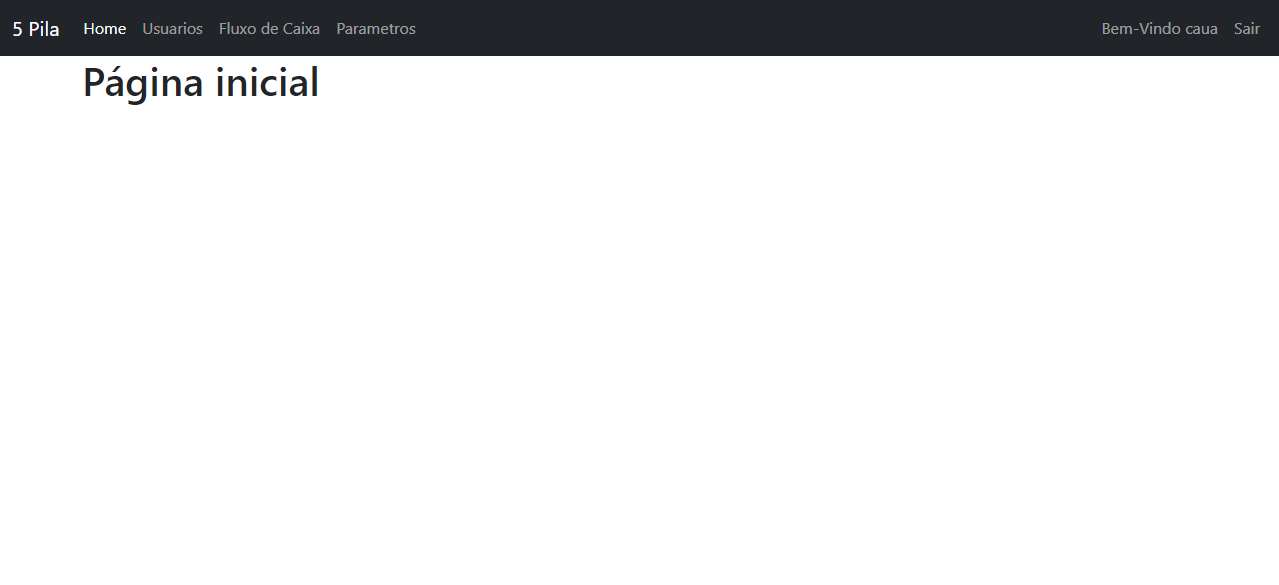 5 Pila Home Usuarios Fluxo de Caixa Parametros Bem-Vindo caua Sair
Página inicial